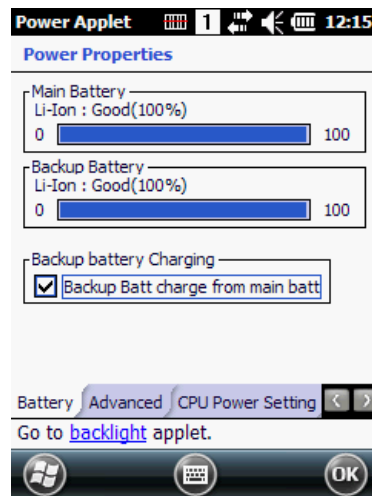 Power Applet 1 12:15
Power Properties
Main Battery
Li-Ion : Good(100%)
0 100
Backup Battery
Li-Ion : Good(100%)
0 100
Backup battery Charging
Backup Batt charge from main batt
Battery Advanced CPU Power Setting
Go to backlight applet.
OK